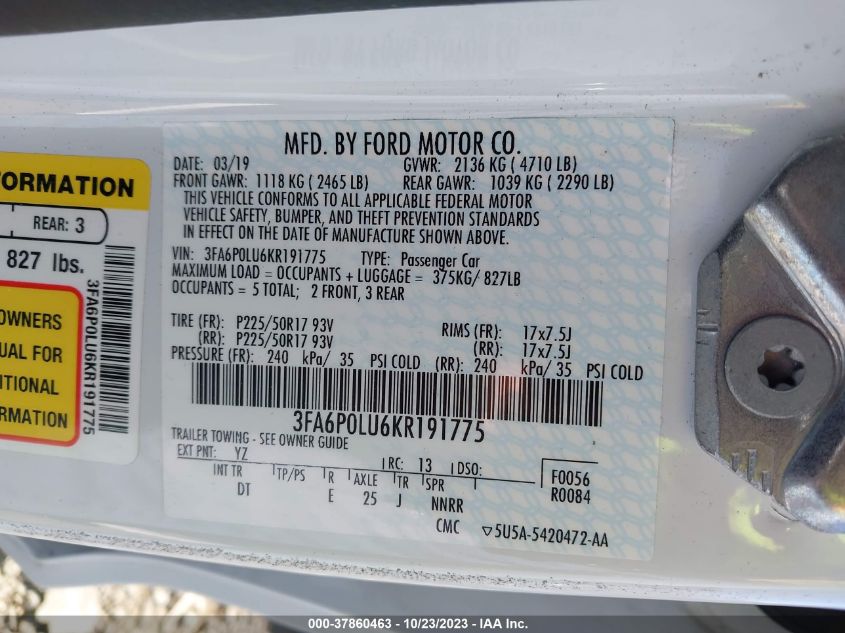 MFD. BY FORD MOTOR CO.
DATE: 03/19 GVWR: 2136 KG ( 4710 LB)
FRONT GAWR: 1118 KG ( 2465 LB) REAR GAWR: 1039 KG ( 2290 LB)
THIS VEHICLE CONFORMS TO ALL APPLICABLE FEDERAL MOTOR
VEHICLE SAFETY, BUMPER, AND THEFT PREVENTION STANDARDS
IN EFFECT ON THE DATE OF MANUFACTURE SHOWN ABOVE.
VIN: 3FA6P0LU6KR191775 TYPE: Passenger Car
MAXIMUM LOAD = OCCUPANTS + LUGGAGE = 375KG/ 827LB
OCCUPANTS = 5 TOTAL; 2 FRONT, 3 REAR
TIRE (FR): P225/50R17 93V RIMS (FR): 17x7.5J
(RR): P225/50R17 93V (RR): 17x7.5J
PRESSURE (FR): 240 kPa/ 35 PSI COLD (RR): 240 kPa/ 35 PSI COLD
3FA6P0LU6KR191775
TRAILER TOWING - SEE OWNER GUIDE
EXT PNT: YZ RC: 13 DSO: F0056
INT TR TP/PS R AXLE TR SPR R0084
DT E 25 J NNRR
CMC ▽5U5A-5420472-AA
FORMATION
REAR: 3
827 lbs.
OWNERS
UAL FOR
ITIONAL
RMATION
3FA6P0LU6KR191775
000-37860463 - 10/23/2023 - IAA Inc.